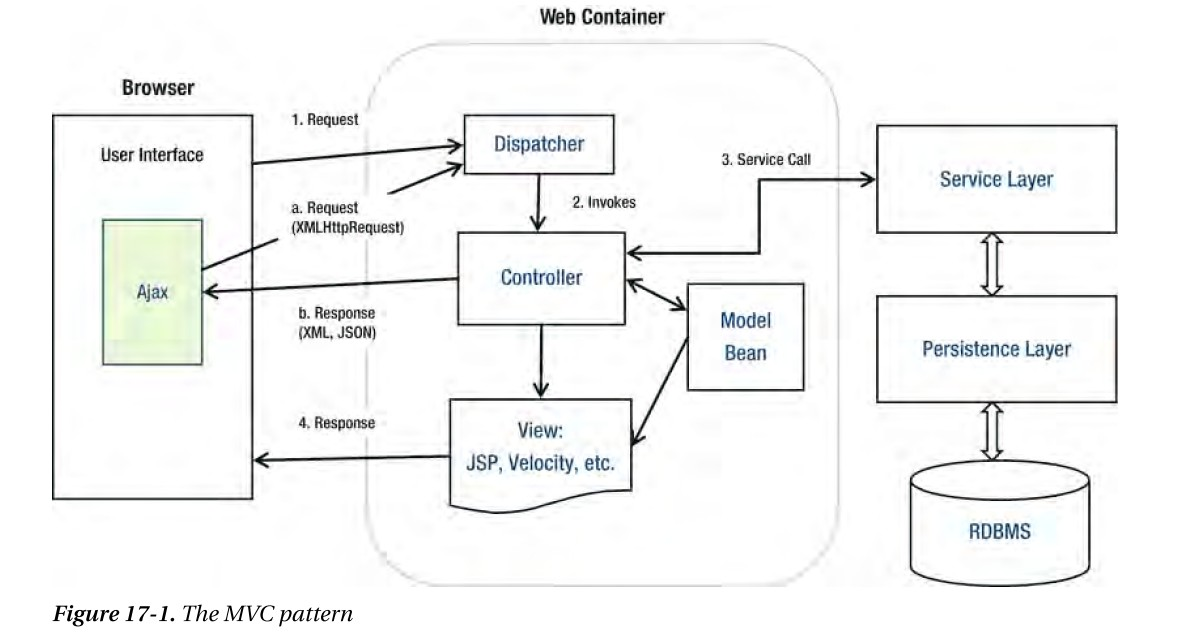 Web Container
Browser
1. Request
User Interface
Dispatcher
3. Service Call
Service Layer
a. Request
(XMLHttpRequest)
2. Invokes
Ajax
Controller
b. Response
(XML, JSON)
Model
Bean
Persistence Layer
4. Response
View:
JSP, Velocity, etc.
RDBMS
Figure 17-1. The MVC pattern